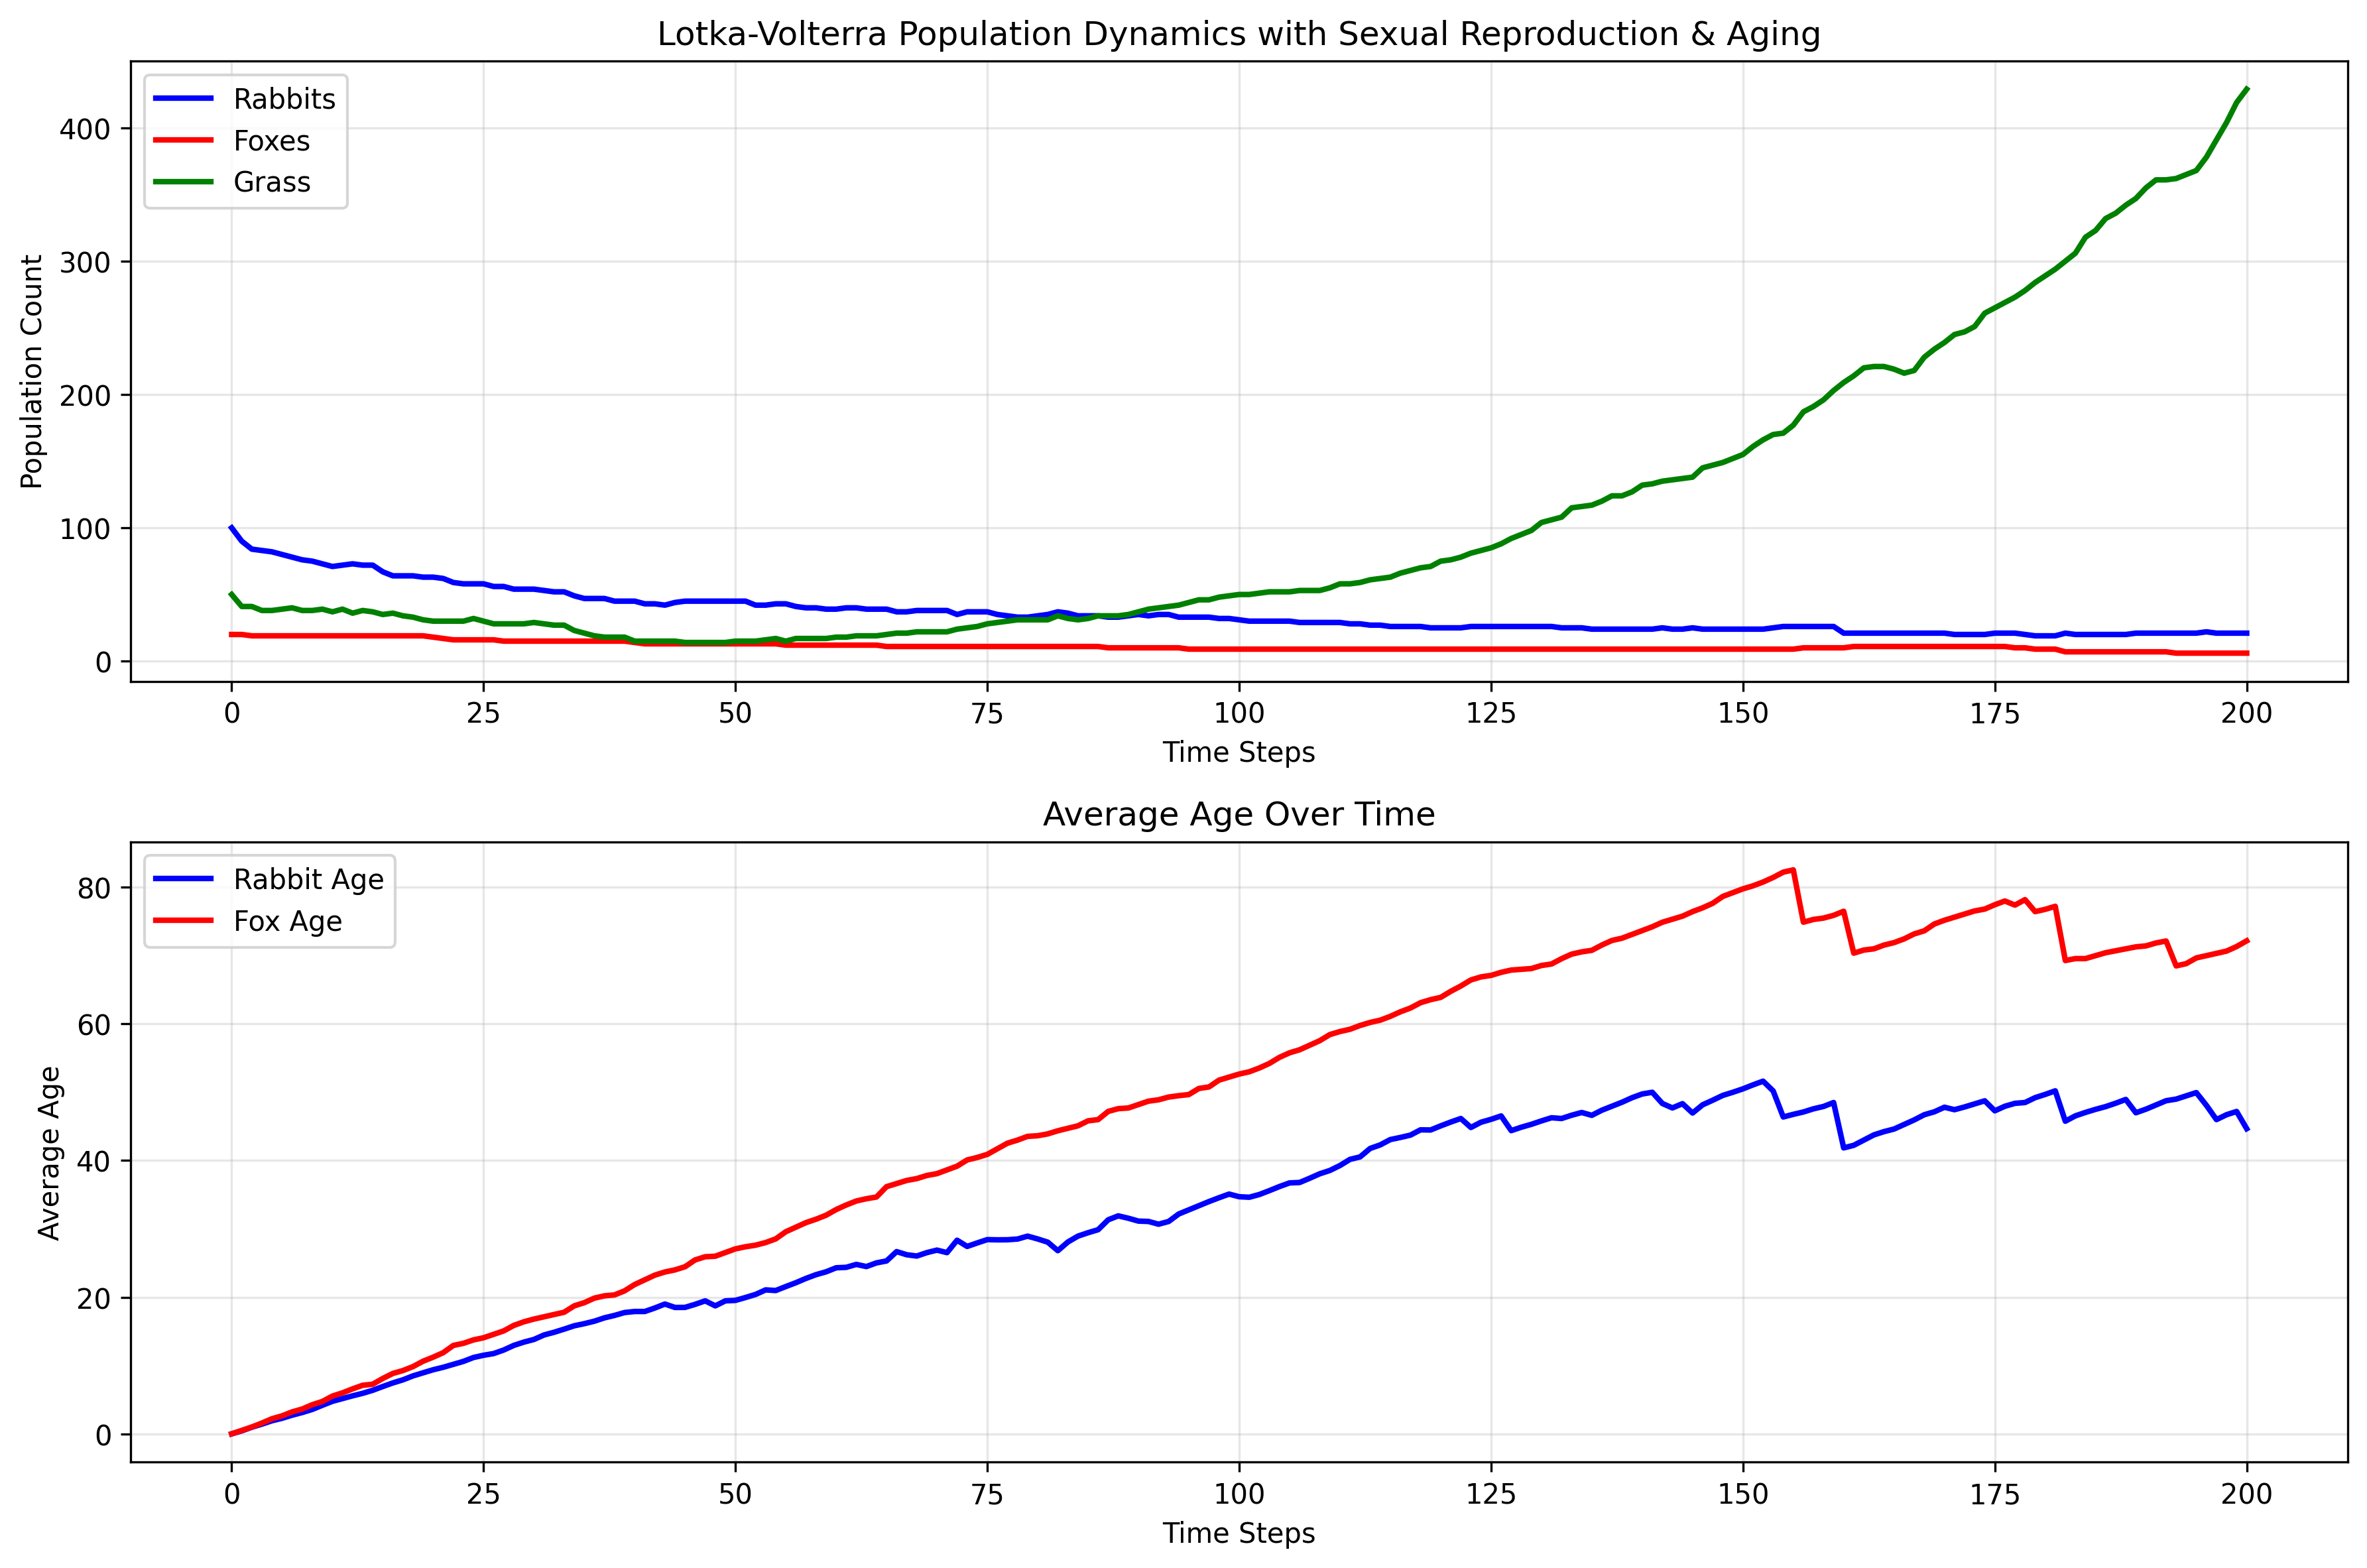 Lotka-Volterra Population Dynamics with Sexual Reproduction & Aging
Rabbits
Foxes
Grass
Population Count
400
300
200
100
0
0 25 50 75 100 125 150 175 200
Time Steps
Average Age Over Time
Rabbit Age
Fox Age
Average Age
80
60
40
20
0
0 25 50 75 100 125 150 175 200
Time Steps